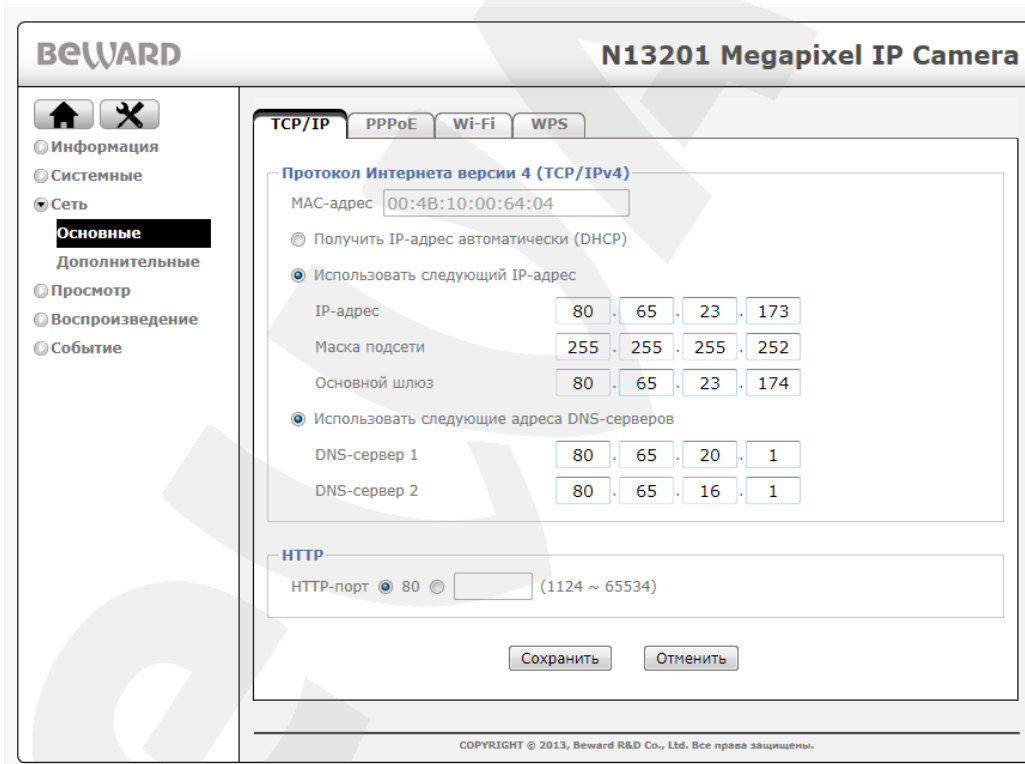 BEWARD
N13201 Megapixel IP Camera
Информация
Системные
Сеть
Основные
Дополнительные
Просмотр
Воспроизведение
Событие
TCP/IP PPPoE Wi-Fi WPS
Протокол Интернета версии 4 (TCP/IPv4)
MAC-адрес 00:4B:10:00:64:04
Получить IP-адрес автоматически (DHCP)
Использовать следующий IP-адрес
IP-адрес 80 . 65 . 23 . 173
Маска подсети 255 . 255 . 255 . 252
Основной шлюз 80 . 65 . 23 . 174
Использовать следующие адреса DNS-серверов
DNS-сервер 1 80 . 65 . 20 . 1
DNS-сервер 2 80 . 65 . 16 . 1
HTTP
HTTP-порт 80 (1124 ~ 65534)
Сохранить Отменить
COPYRIGHT © 2013, Beward R&D Co., Ltd. Все права защищены.